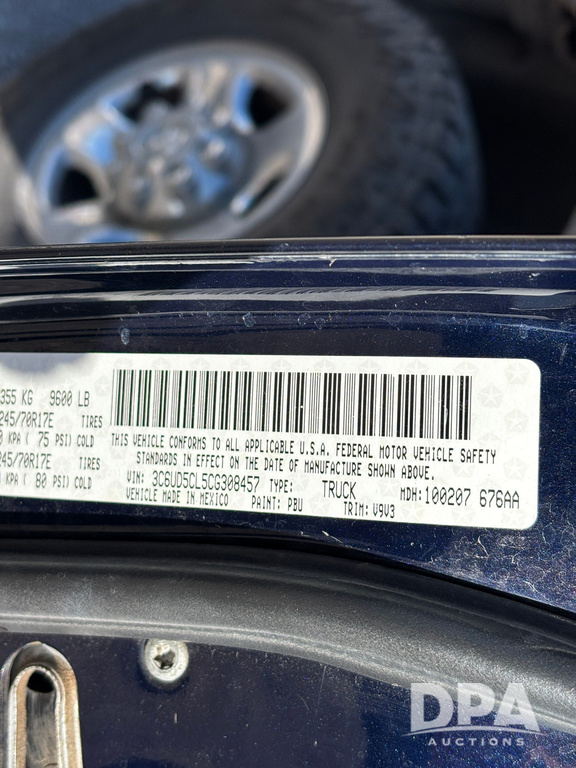 355 KG 9600 LB
245/70R17E TIRES
KPA ( 75 PSI) COLD
245/70R17E TIRES
KPA ( 80 PSI) COLD
THIS VEHICLE CONFORMS TO ALL APPLICABLE U.S.A. FEDERAL MOTOR VEHICLE SAFETY
STANDARDS IN EFFECT ON THE DATE OF MANUFACTURE SHOWN ABOVE.
VIN: 3C6UD5CL5CG308457 TYPE: TRUCK MDH: 100207 676AA
VEHICLE MADE IN MEXICO PAINT: PBU TRIM: V9V3
DPA
AUCTIONS